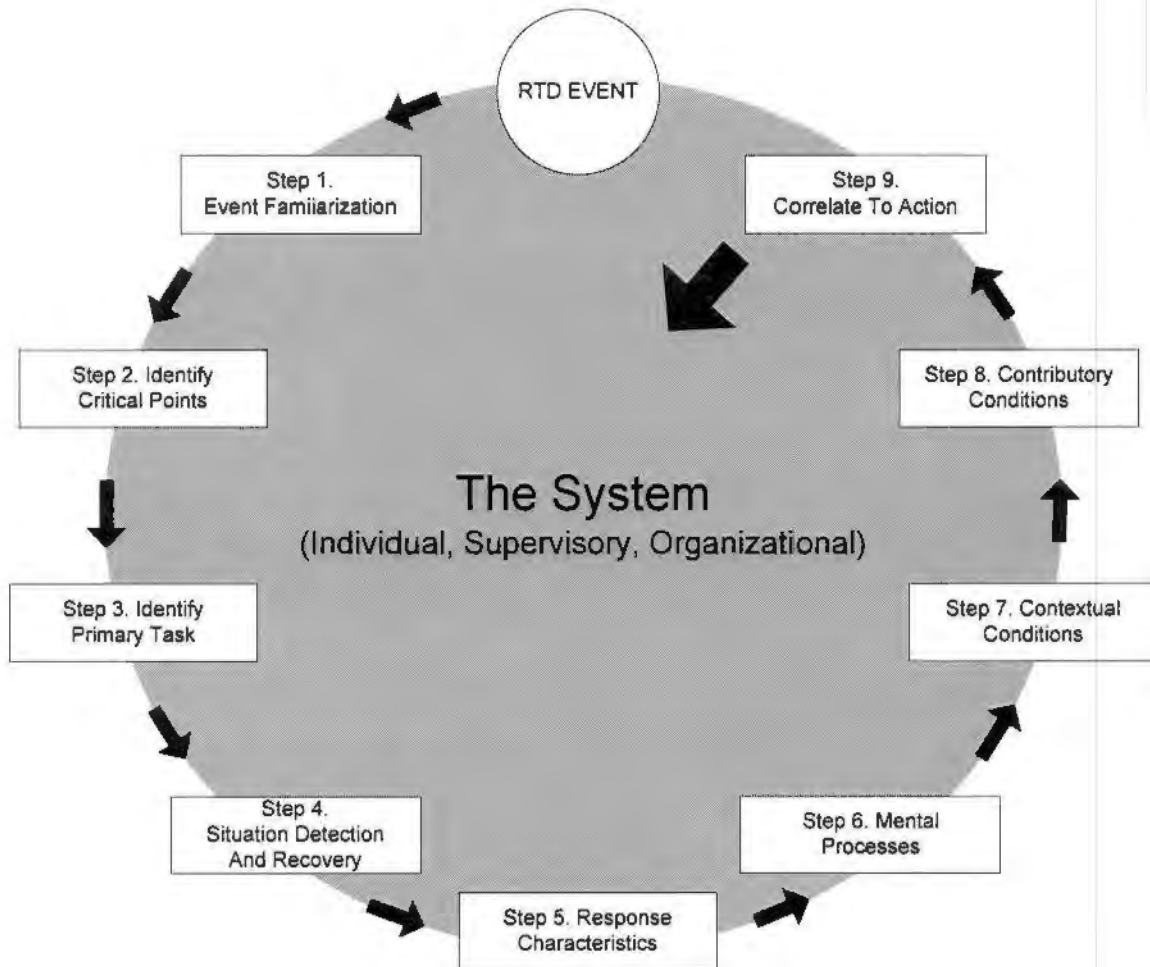 RTD EVENT
Step 1.
Event Familiarization
Step 2. Identify
Critical Points
Step 3. Identify
Primary Task
Step 4.
Situation Detection
And Recovery
Step 5. Response
Characteristics
Step 6. Mental
Processes
Step 7. Contextual
Conditions
Step 8. Contributory
Conditions
Step 9.
Correlate To Action
The System
(Individual, Supervisory, Organizational)